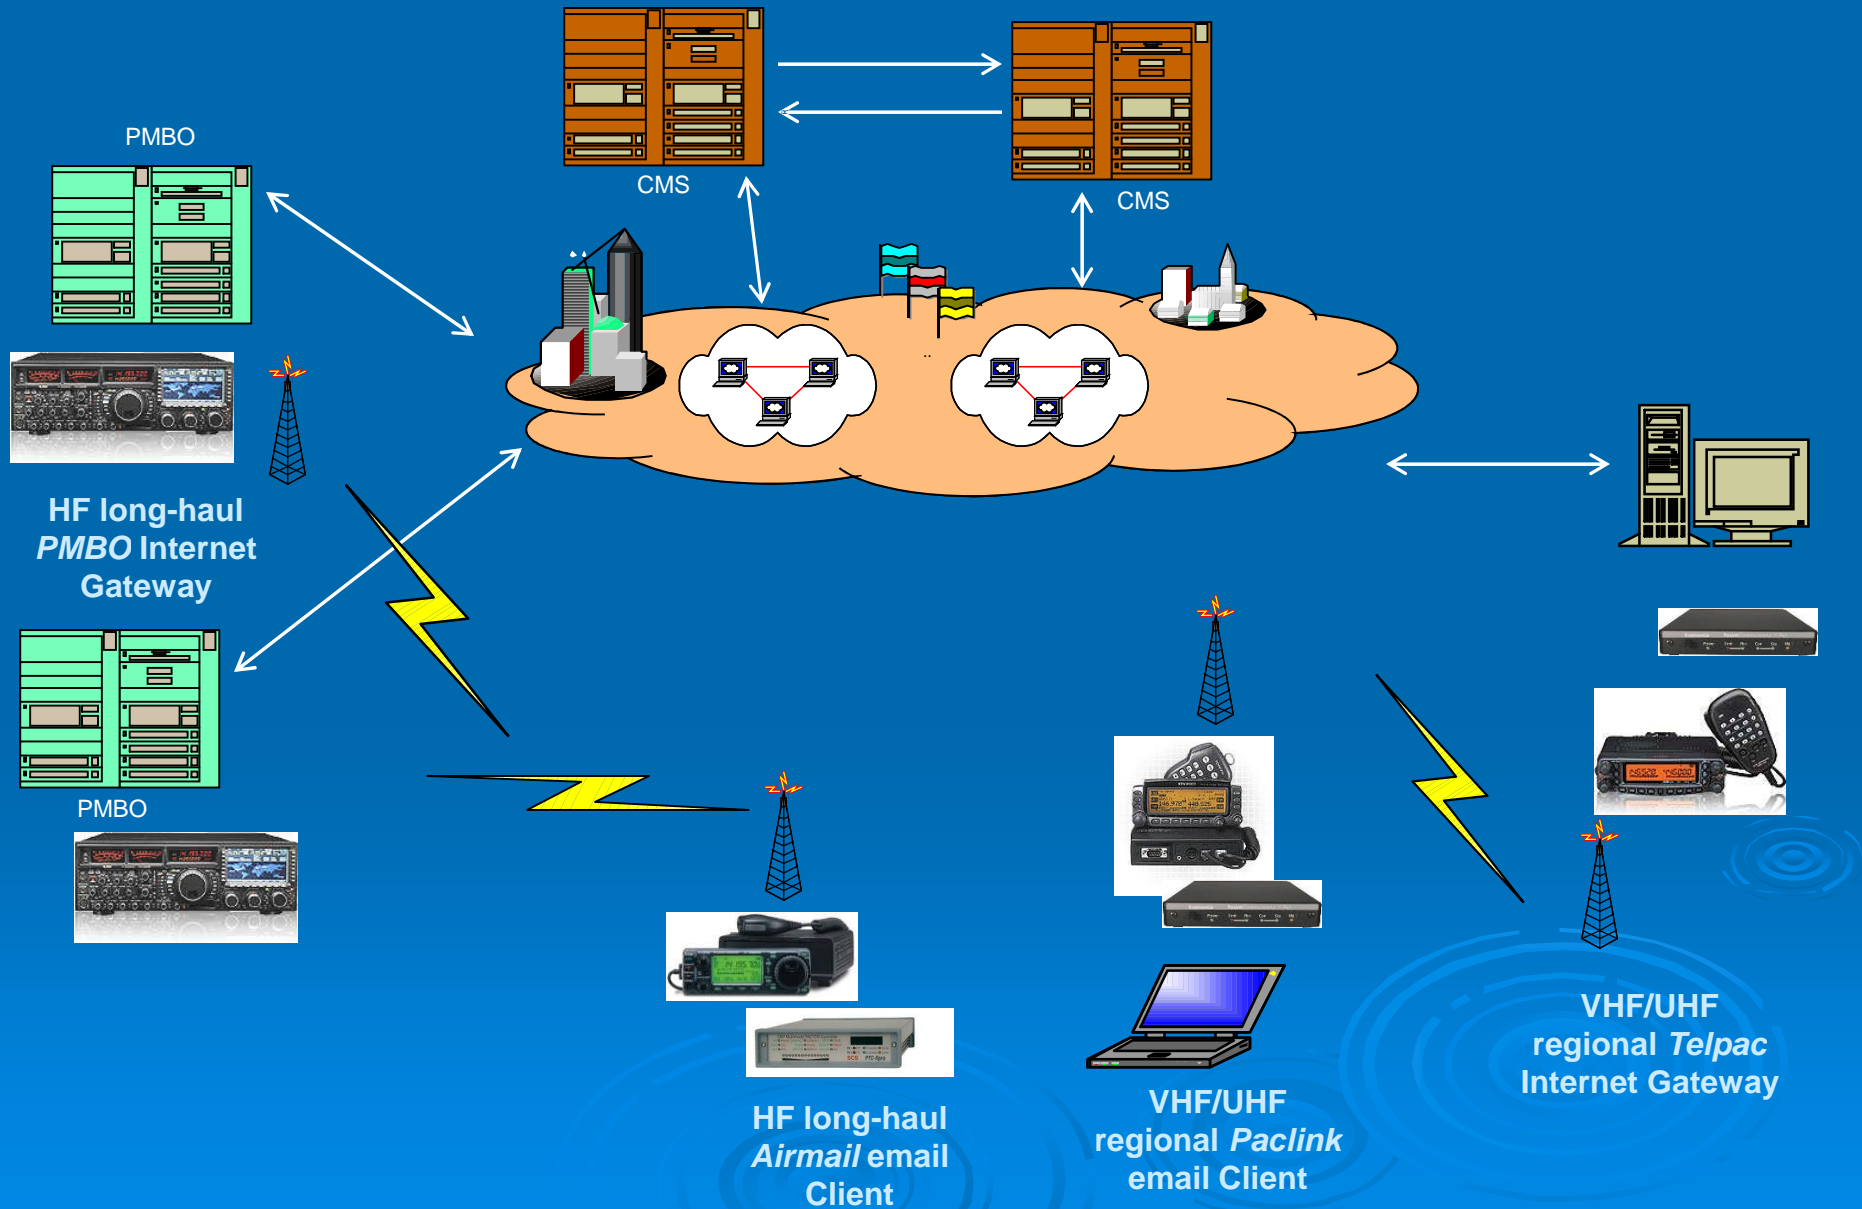 PMBO
CMS
CMS
HF long-haul
PMBO Internet
Gateway
PMBO
HF long-haul
Airmail email
Client
VHF/UHF
regional Paclink
email Client
VHF/UHF
regional Telpac
Internet Gateway